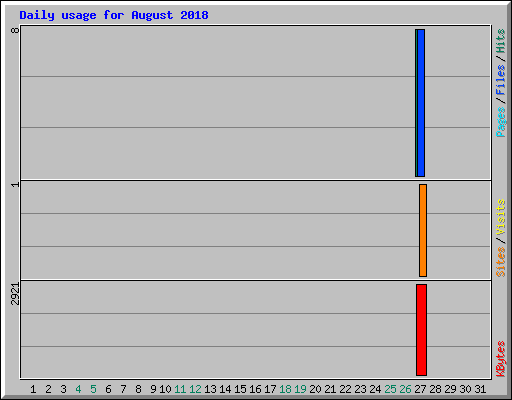 Daily usage for August 2018
8
Pages/Files/Hits
1
Sites/Visits
2921
KBytes
1 2 3 4 5 6 7 8 9 10 11 12 13 14 15 16 17 18 19 20 21 22 23 24 25 26 27 28 29 30 31